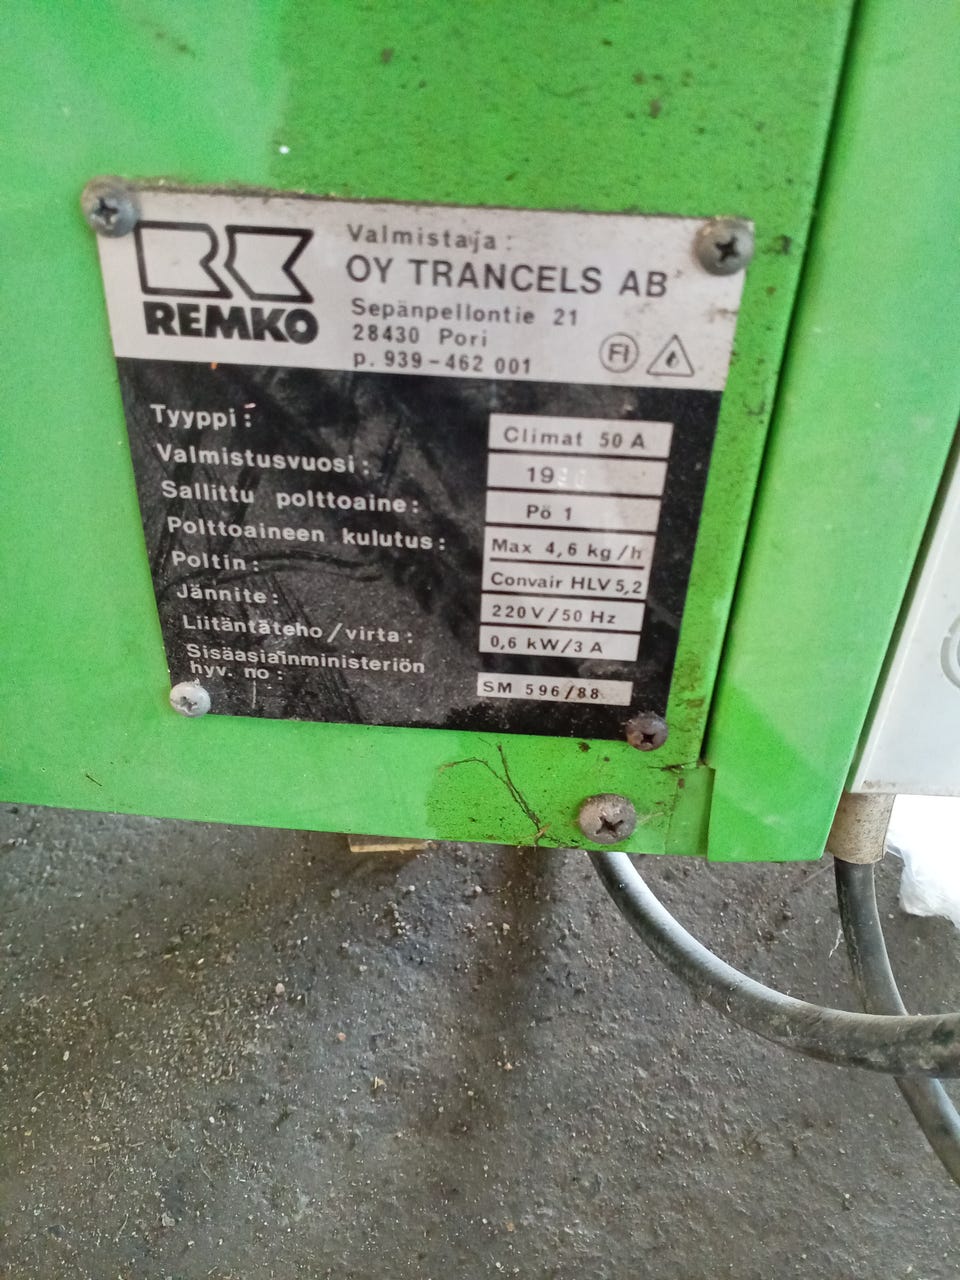 REMKO
Valmistaja:
OY TRANCELS AB
Sepänpellontie 21
28430 Pori
p. 939-462 001
FI
Tyyppi: Climat 50 A
Valmistusvuosi: 19
Sallittu polttoaine: Pö 1
Polttoaineen kulutus: Max 4,6 kg/h
Poltin: Convair HLV 5,2
Jännite: 220 V/50 Hz
Liitäntäteho/virta: 0,6 kW/3 A
Sisäasiainministeriön
hyv. no: SM 596/88